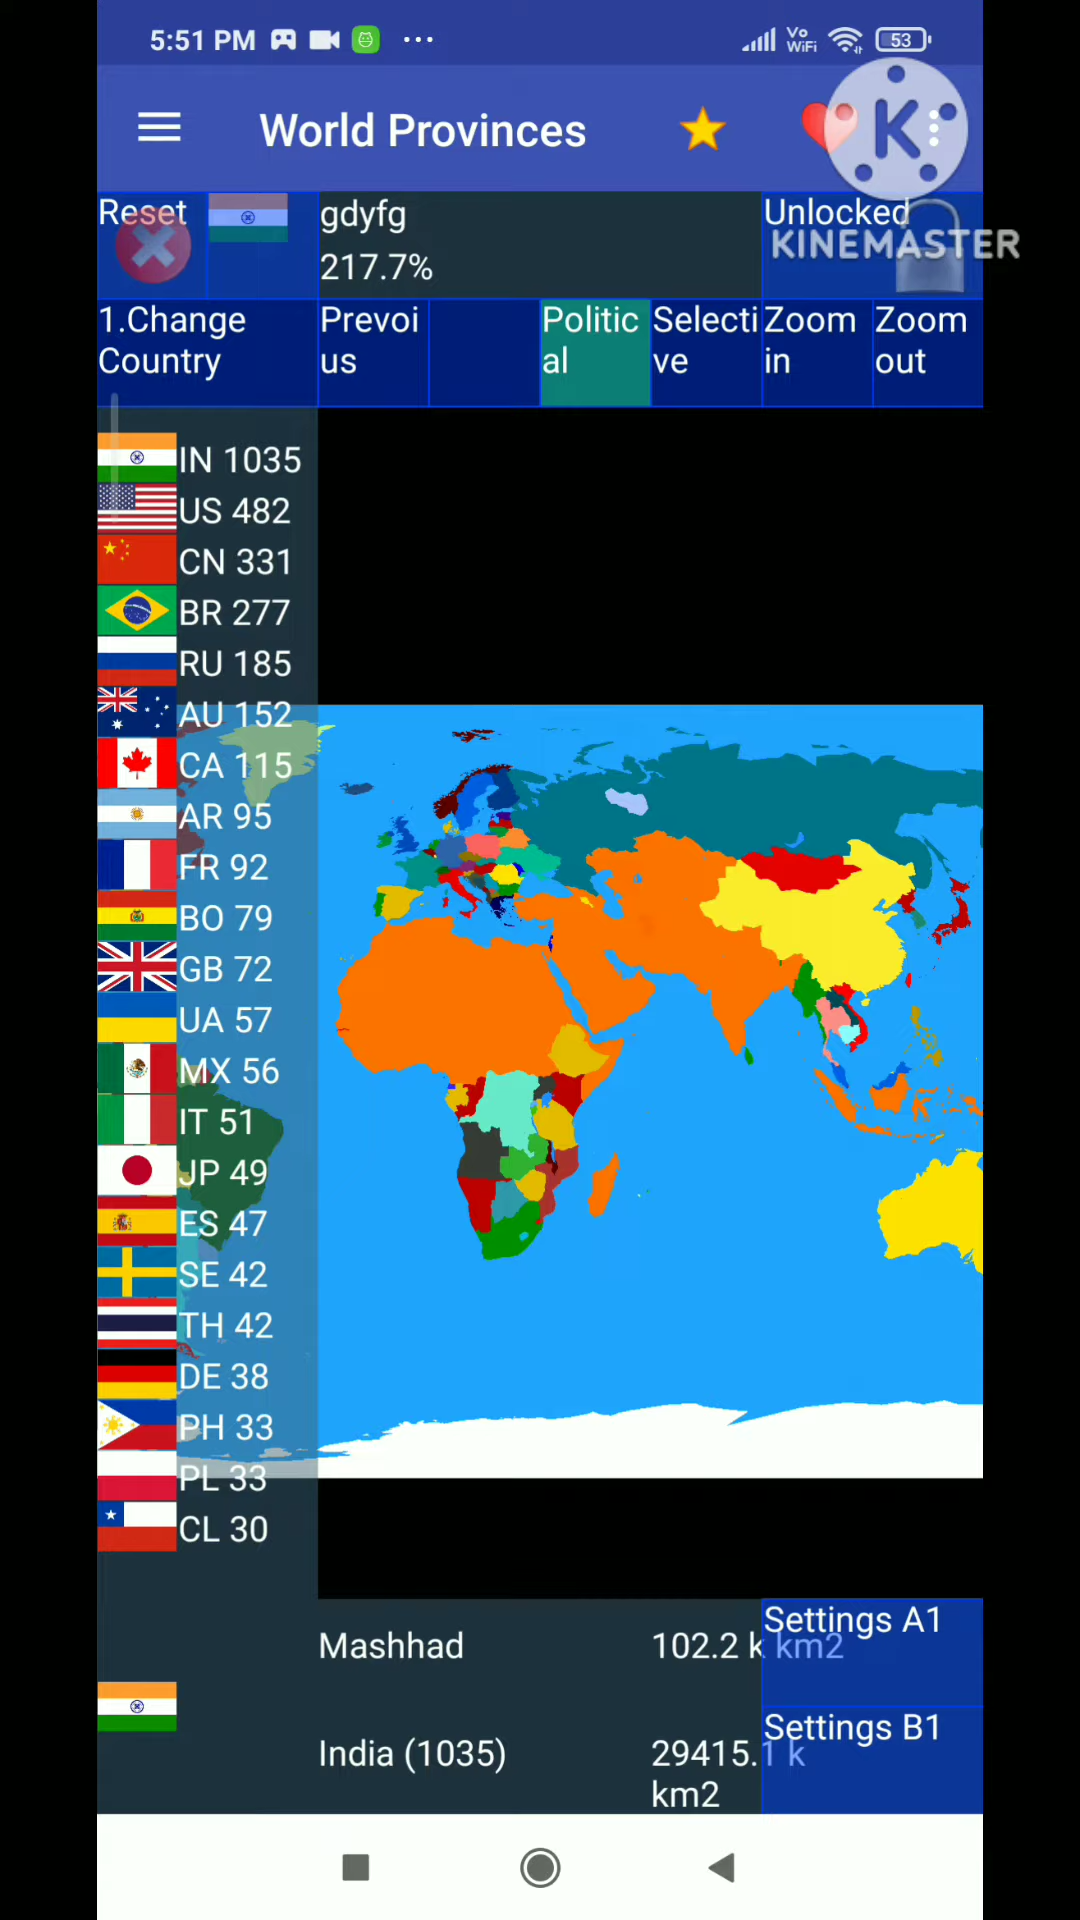 5:51 PM
Vo
WiFi
53
World Provinces
K
KINEMASTER
Reset
gdyfg
217.7%
Unlocked
1.Change
Country
Prevoi
us
Politic
al
Selecti
ve
Zoom
in
Zoom
out
IN 1035
US 482
CN 331
BR 277
RU 185
AU 152
CA 115
AR 95
FR 92
BO 79
GB 72
UA 57
MX 56
IT 51
JP 49
ES 47
SE 42
TH 42
DE 38
PH 33
PL 33
CL 30
Mashhad
102.2 k km2
Settings A1
India (1035)
29415.1 k
km2
Settings B1